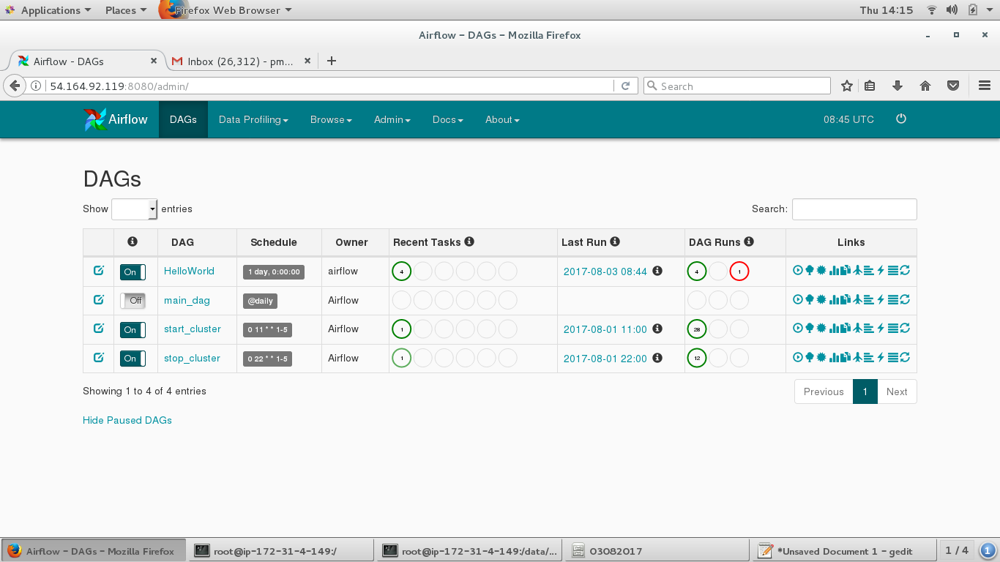 Applications Places Firefox Web Browser Thu 14:15
Airflow - DAGs - Mozilla Firefox
Airflow - DAGs Inbox (26,312) - pm...
54.164.92.119:8080/admin/ Search
Airflow DAGs Data Profiling Browse Admin Docs About 08:45 UTC
DAGs
Show entries Search:
DAG Schedule Owner Recent Tasks Last Run DAG Runs Links
On HelloWorld 1 day, 0:00:00 airflow 4 2017-08-03 08:44 4 1
Off main_dag @daily Airflow
On start_cluster 0 11 * * 1-5 Airflow 1 2017-08-01 11:00 28
On stop_cluster 0 22 * * 1-5 Airflow 1 2017-08-01 22:00 12
Showing 1 to 4 of 4 entries Previous 1 Next
Hide Paused DAGs
Airflow - DAGs - Mozilla Firefox root@ip-172-31-4-149:/ root@ip-172-31-4-149:/data/... 03082017 *Unsaved Document 1 - gedit 1 / 4 1